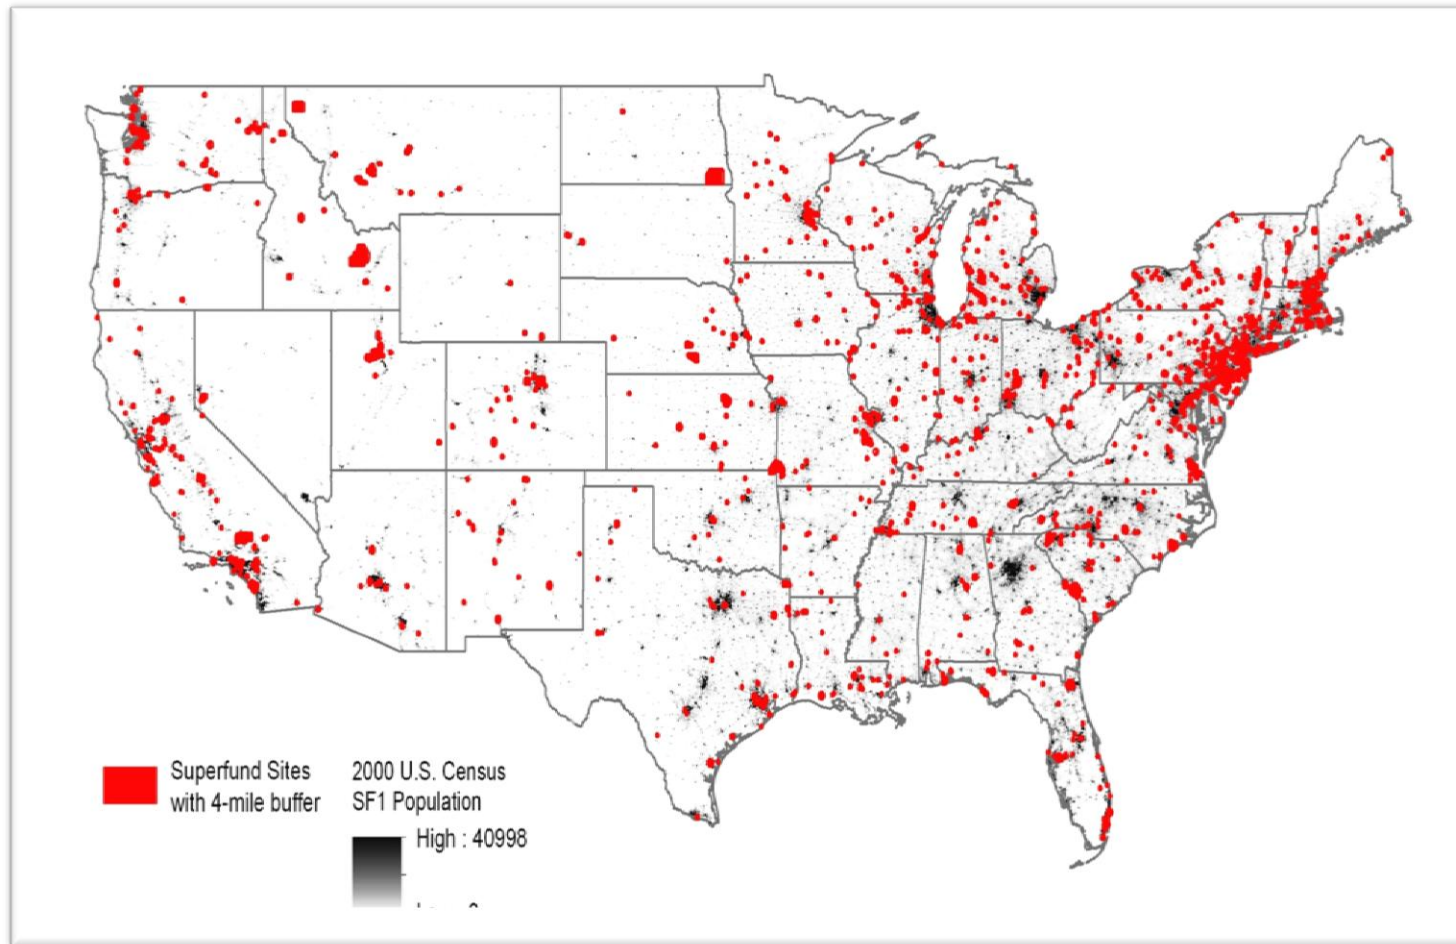 Superfund Sites
with 4-mile buffer
2000 U.S. Census
SF1 Population
High : 40998